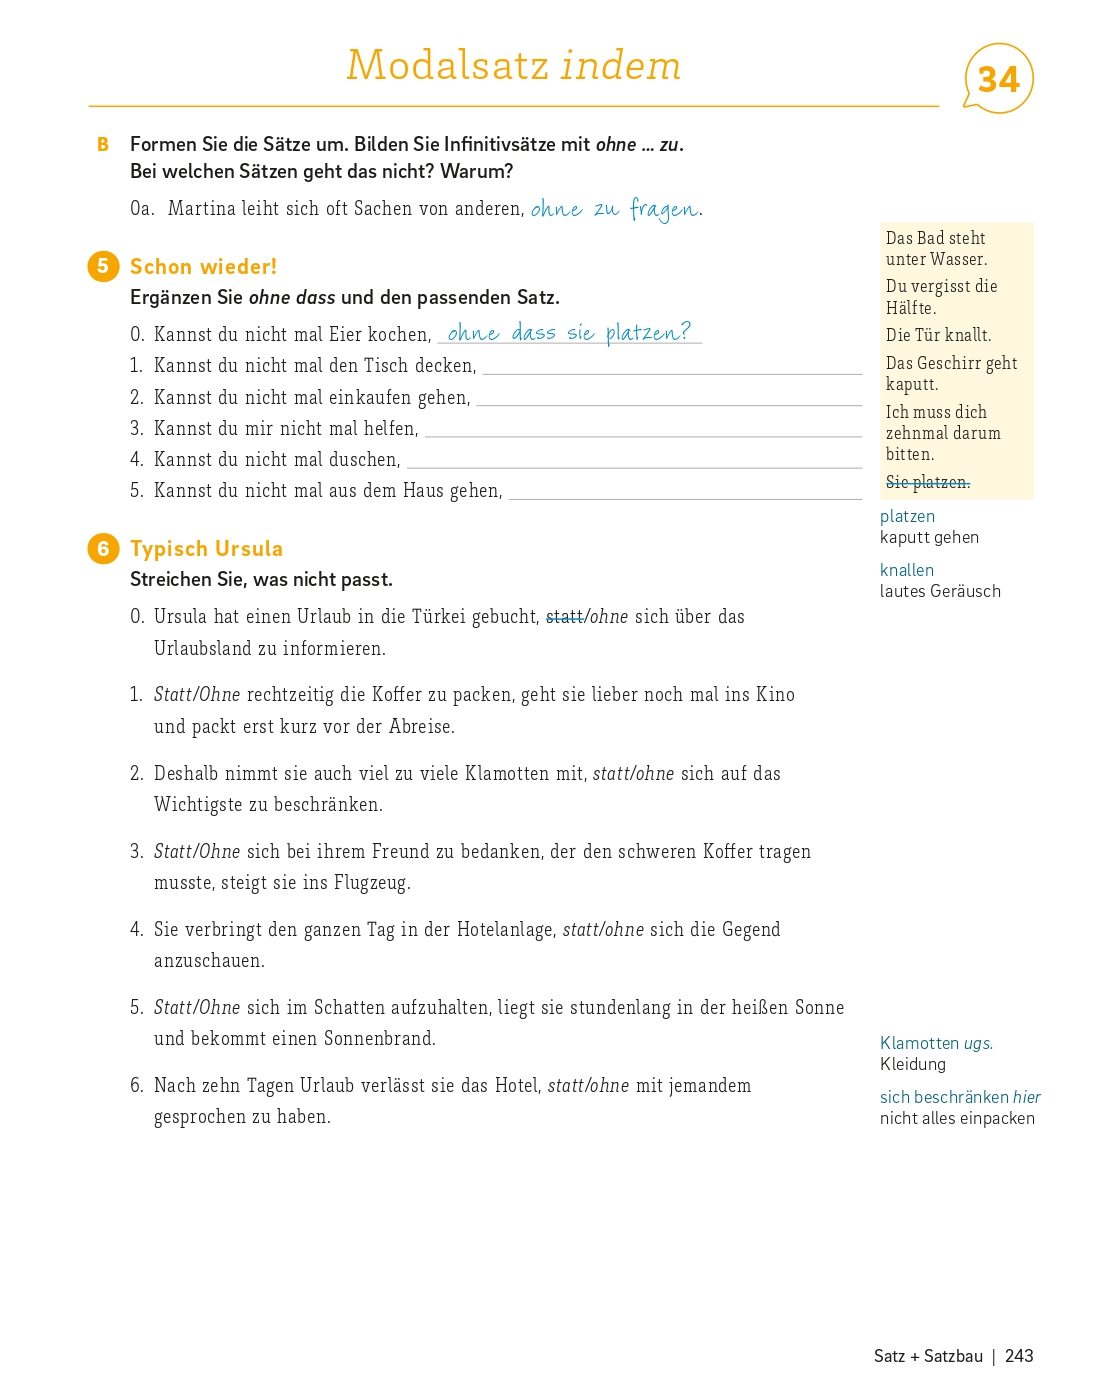 Modalsatz indem
34
B Formen Sie die Sätze um. Bilden Sie Infinitivsätze mit ohne ... zu.
Bei welchen Sätzen geht das nicht? Warum?
0a. Martina leiht sich oft Sachen von anderen, ohne zu fragen.
5 Schon wieder!
Ergänzen Sie ohne dass und den passenden Satz.
0. Kannst du nicht mal Eier kochen, ohne dass sie platzen?
1. Kannst du nicht mal den Tisch decken,
2. Kannst du nicht mal einkaufen gehen,
3. Kannst du mir nicht mal helfen,
4. Kannst du nicht mal duschen,
5. Kannst du nicht mal aus dem Haus gehen,
Das Bad steht
unter Wasser.
Du vergisst die
Hälfte.
Die Tür knallt.
Das Geschirr geht
kaputt.
Ich muss dich
zehnmal darum
bitten.
Sie platzen.
platzen
kaputt gehen
knallen
lautes Geräusch
6 Typisch Ursula
Streichen Sie, was nicht passt.
0. Ursula hat einen Urlaub in die Türkei gebucht, statt/ohne sich über das
Urlaubsland zu informieren.
1. Statt/Ohne rechtzeitig die Koffer zu packen, geht sie lieber noch mal ins Kino
und packt erst kurz vor der Abreise.
2. Deshalb nimmt sie auch viel zu viele Klamotten mit, statt/ohne sich auf das
Wichtigste zu beschränken.
3. Statt/Ohne sich bei ihrem Freund zu bedanken, der den schweren Koffer tragen
musste, steigt sie ins Flugzeug.
4. Sie verbringt den ganzen Tag in der Hotelanlage, statt/ohne sich die Gegend
anzuschauen.
5. Statt/Ohne sich im Schatten aufzuhalten, liegt sie stundenlang in der heißen Sonne
und bekommt einen Sonnenbrand.
6. Nach zehn Tagen Urlaub verlässt sie das Hotel, statt/ohne mit jemandem
gesprochen zu haben.
Klamotten ugs.
Kleidung
sich beschränken hier
nicht alles einpacken
Satz + Satzbau | 243